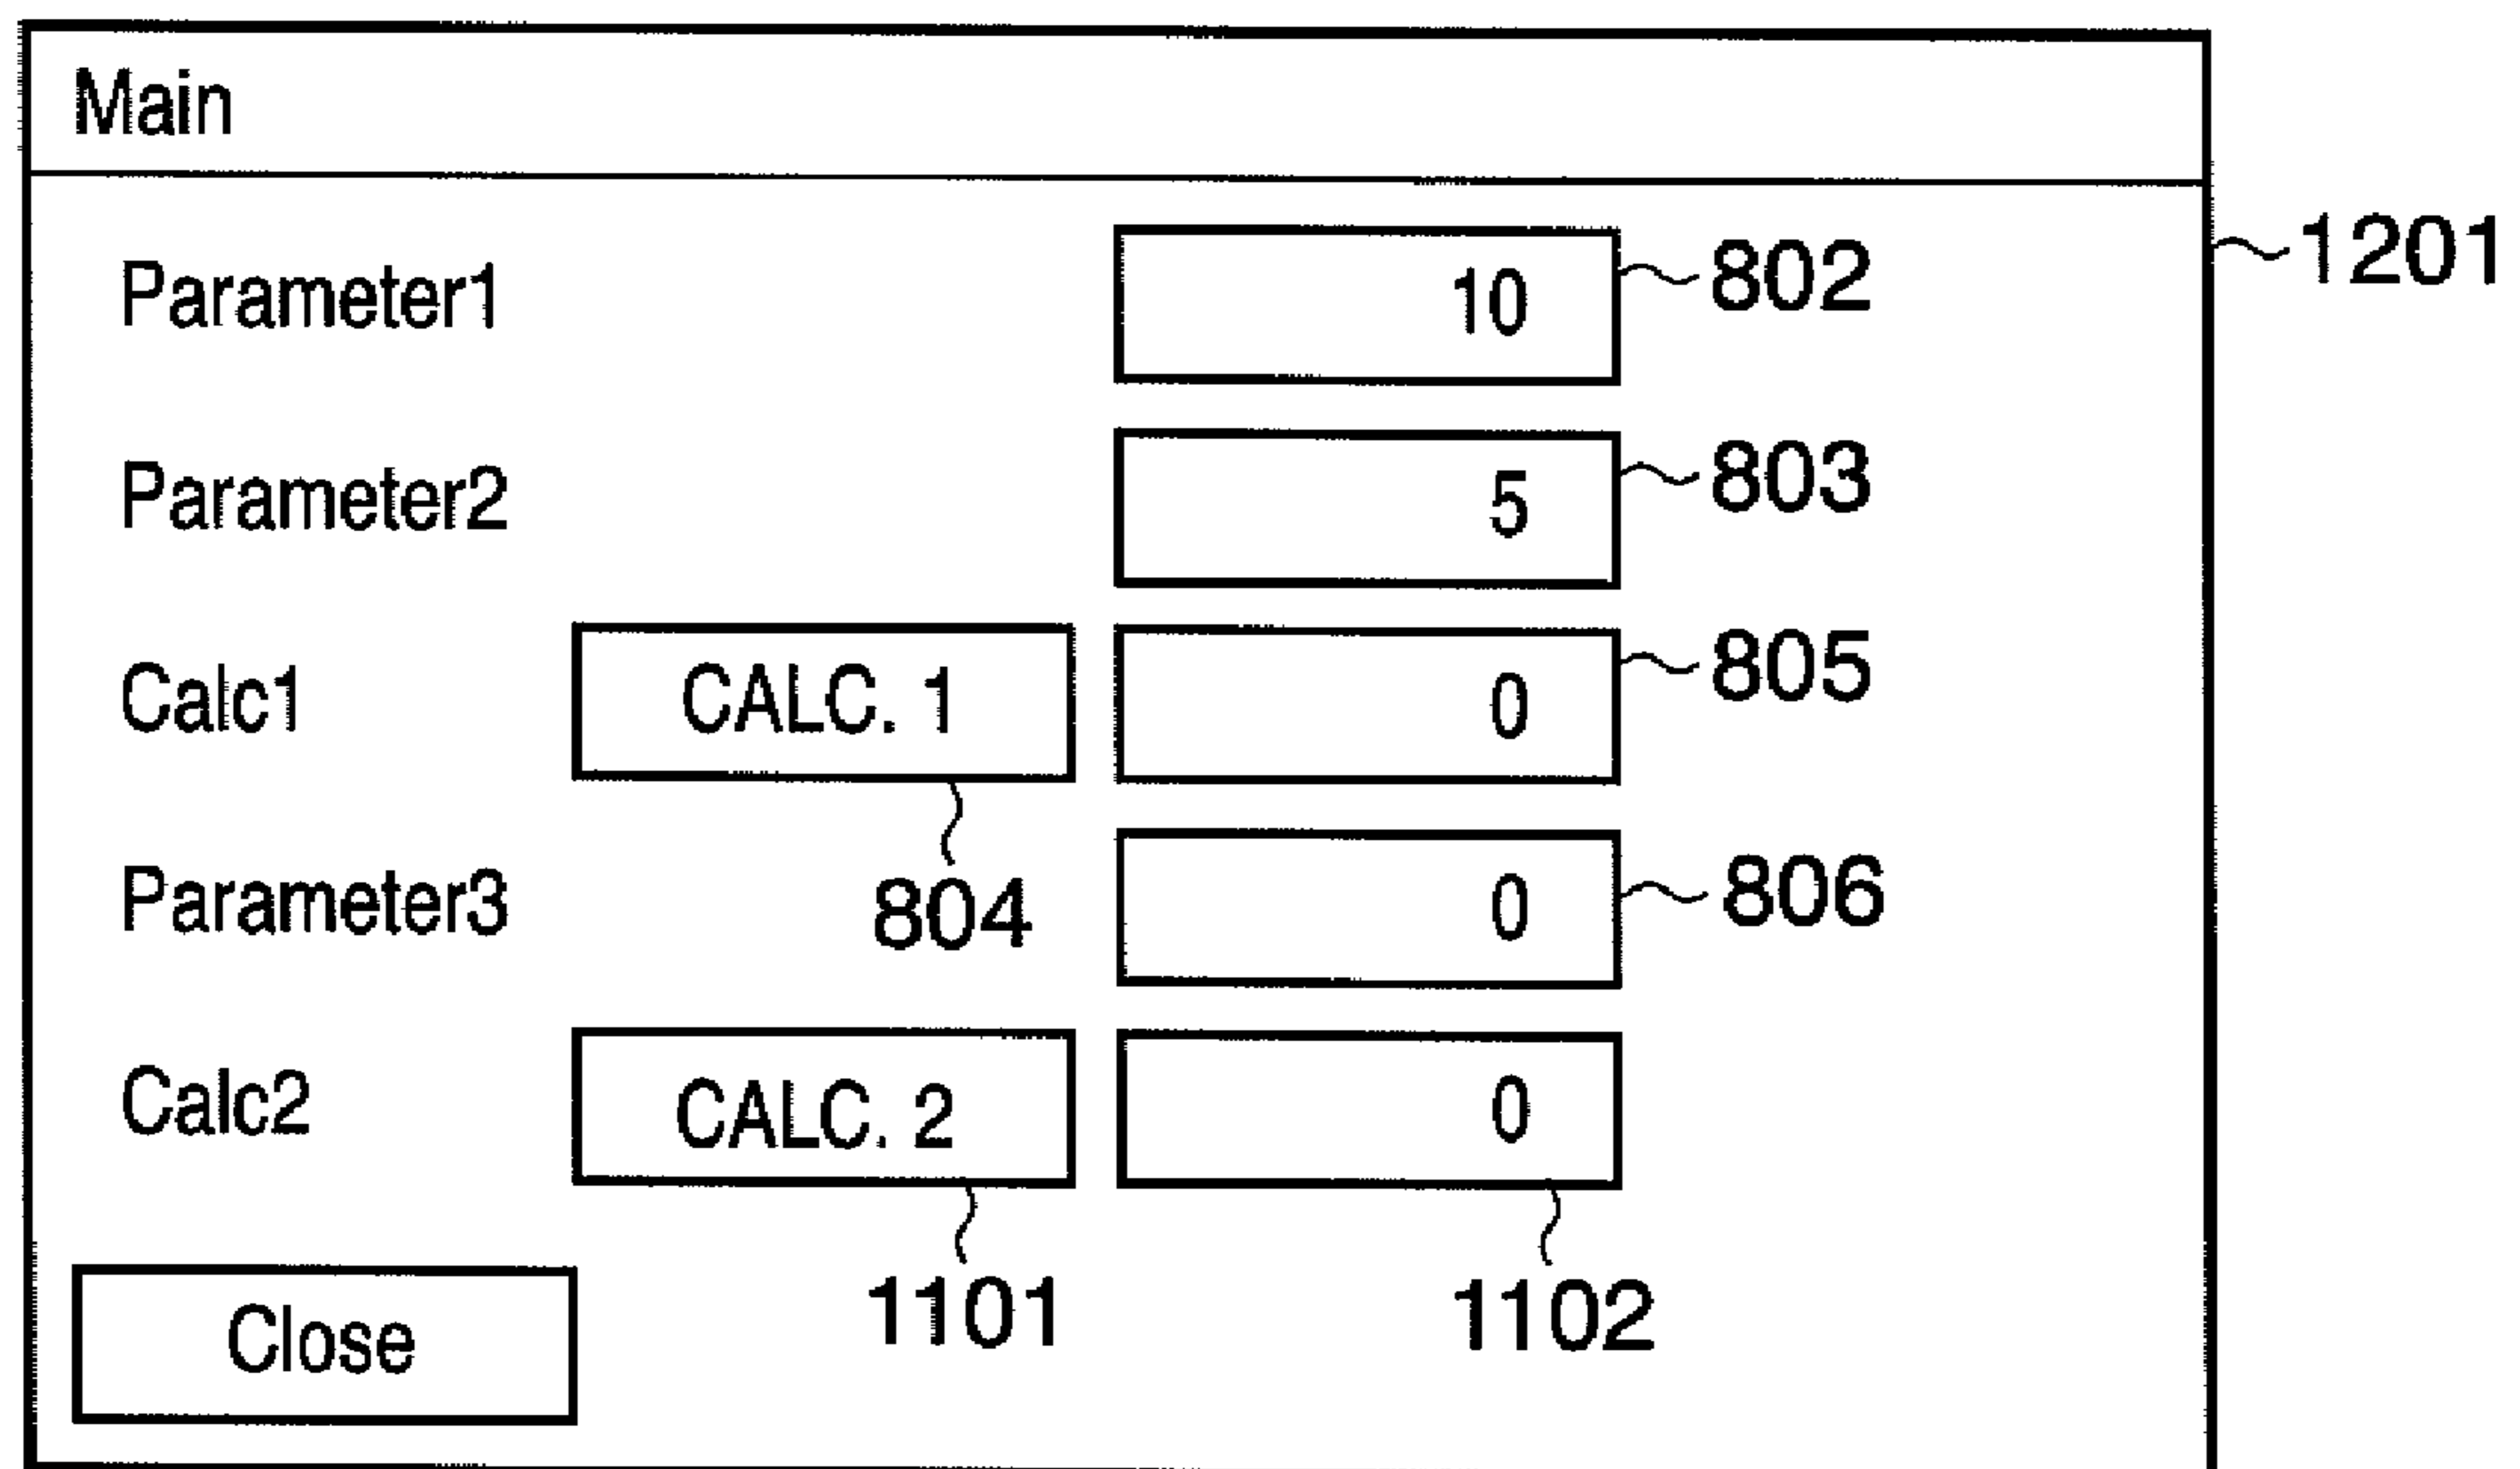 Main
1201
Parameter1 10 802
Parameter2 5 803
Calc1 CALC. 1 0 805
804
Parameter3 0 806
Calc2 CALC. 2 0
1101 1102
Close